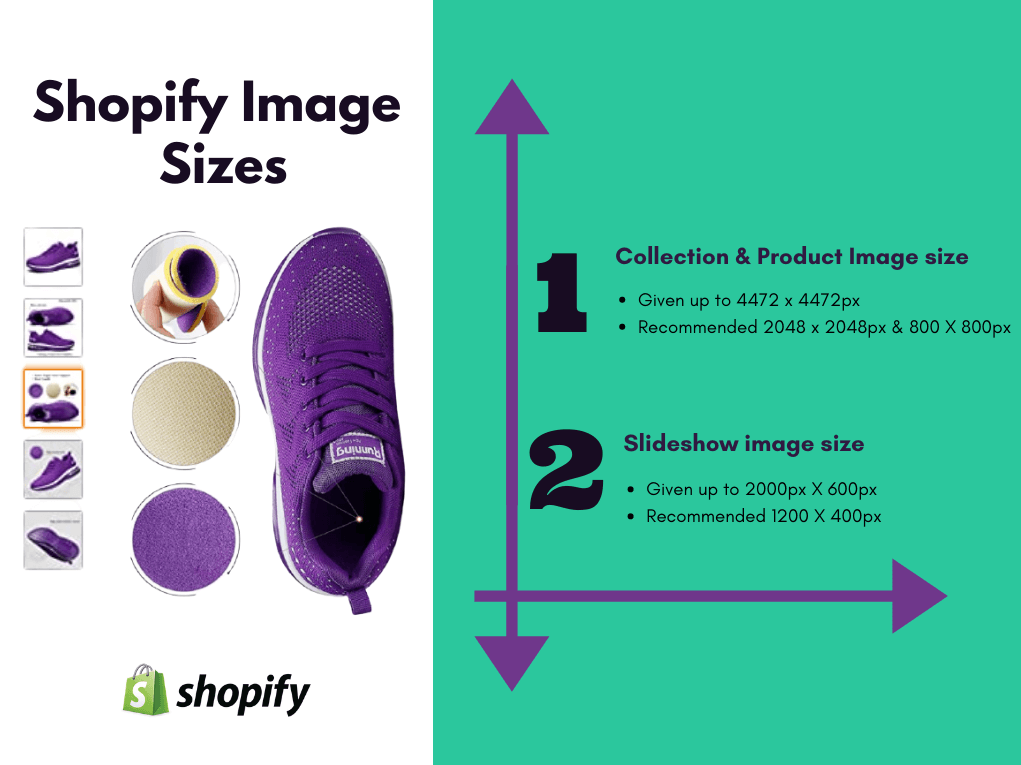 Shopify Image
Sizes
Running
1
Collection & Product Image size
Given up to 4472 x 4472px
Recommended 2048 x 2048px & 800 X 800px
2
Slideshow image size
Given up to 2000px X 600px
Recommended 1200 X 400px
S
shopify